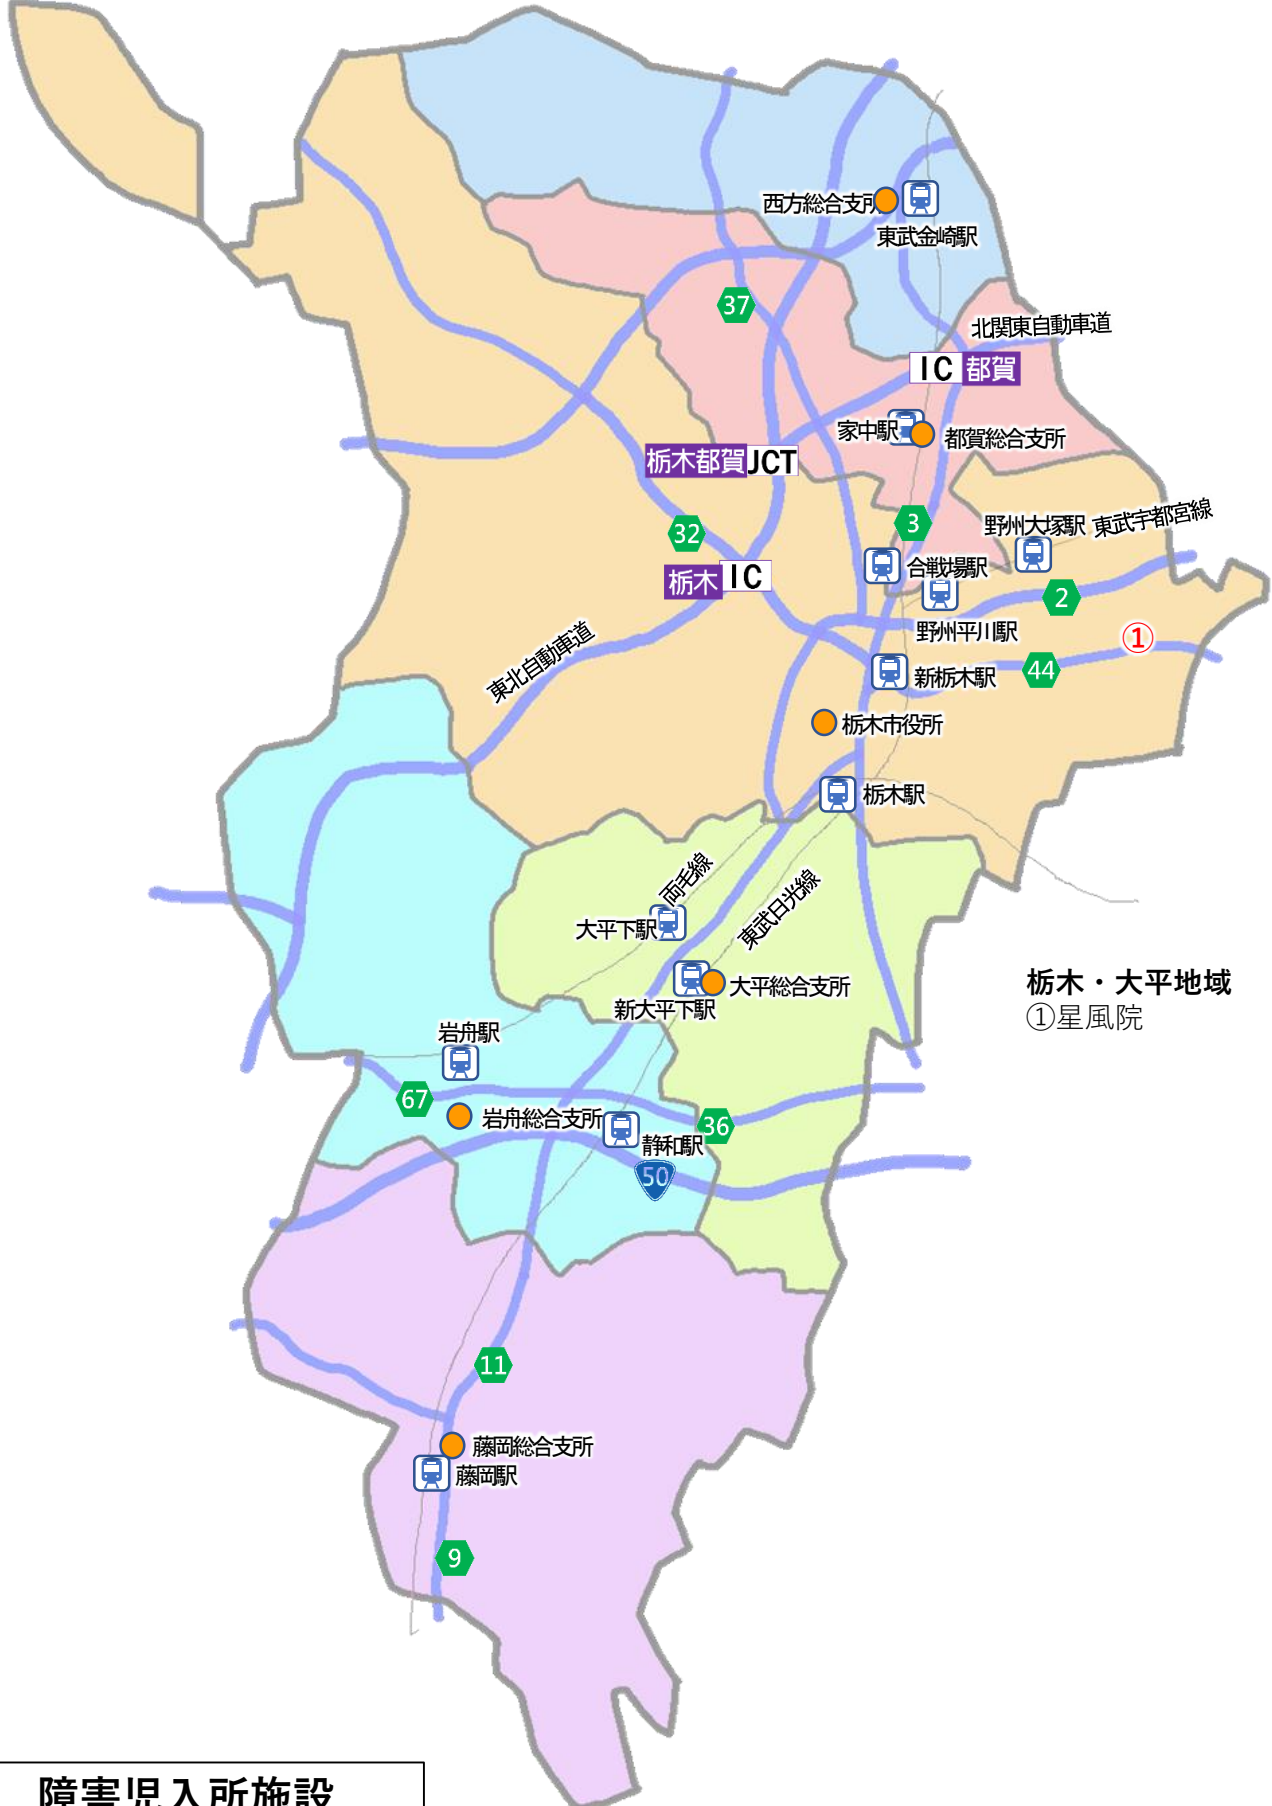 西方総合支所
東武金崎駅
37
北関東自動車道
IC 都賀
家中駅
都賀総合支所
栃木都賀JCT
32
3
野州大塚駅
東武宇都宮線
合戦場駅
栃木 IC
2
野州平川駅
①
東北自動車道
新栃木駅
44
栃木市役所
栃木駅
両毛線
東武日光線
大平下駅
大平総合支所
新大平下駅
栃木・大平地域
①星風院
岩舟駅
67
岩舟総合支所
36
静和駅
50
11
藤岡総合支所
藤岡駅
9
障害児入所施設